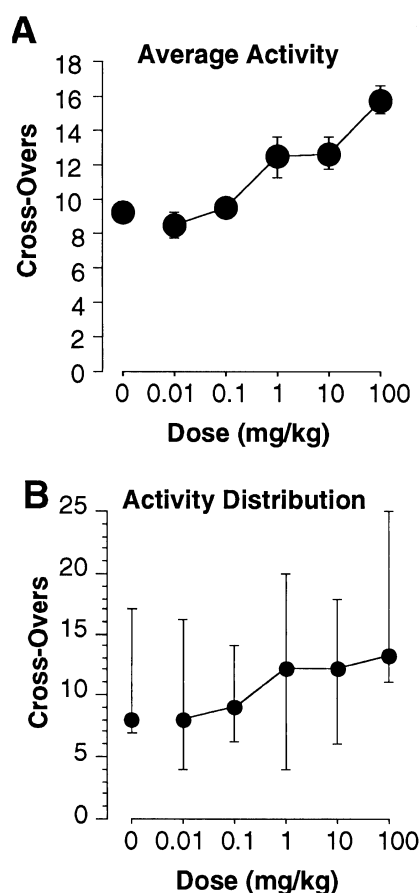 A
Average Activity
18
16
14
12
10
8
6
4
2
0
Cross-Overs
0 0.01 0.1 1 10 100
Dose (mg/kg)
B
Activity Distribution
25
20
15
10
5
0
Cross-Overs
0 0.01 0.1 1 10 100
Dose (mg/kg)